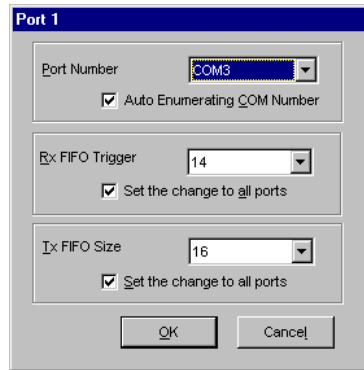 Port 1
Port Number COM3
Auto Enumerating COM Number
Rx FIFO Trigger 14
Set the change to all ports
Tx FIFO Size 16
Set the change to all ports
OK Cancel